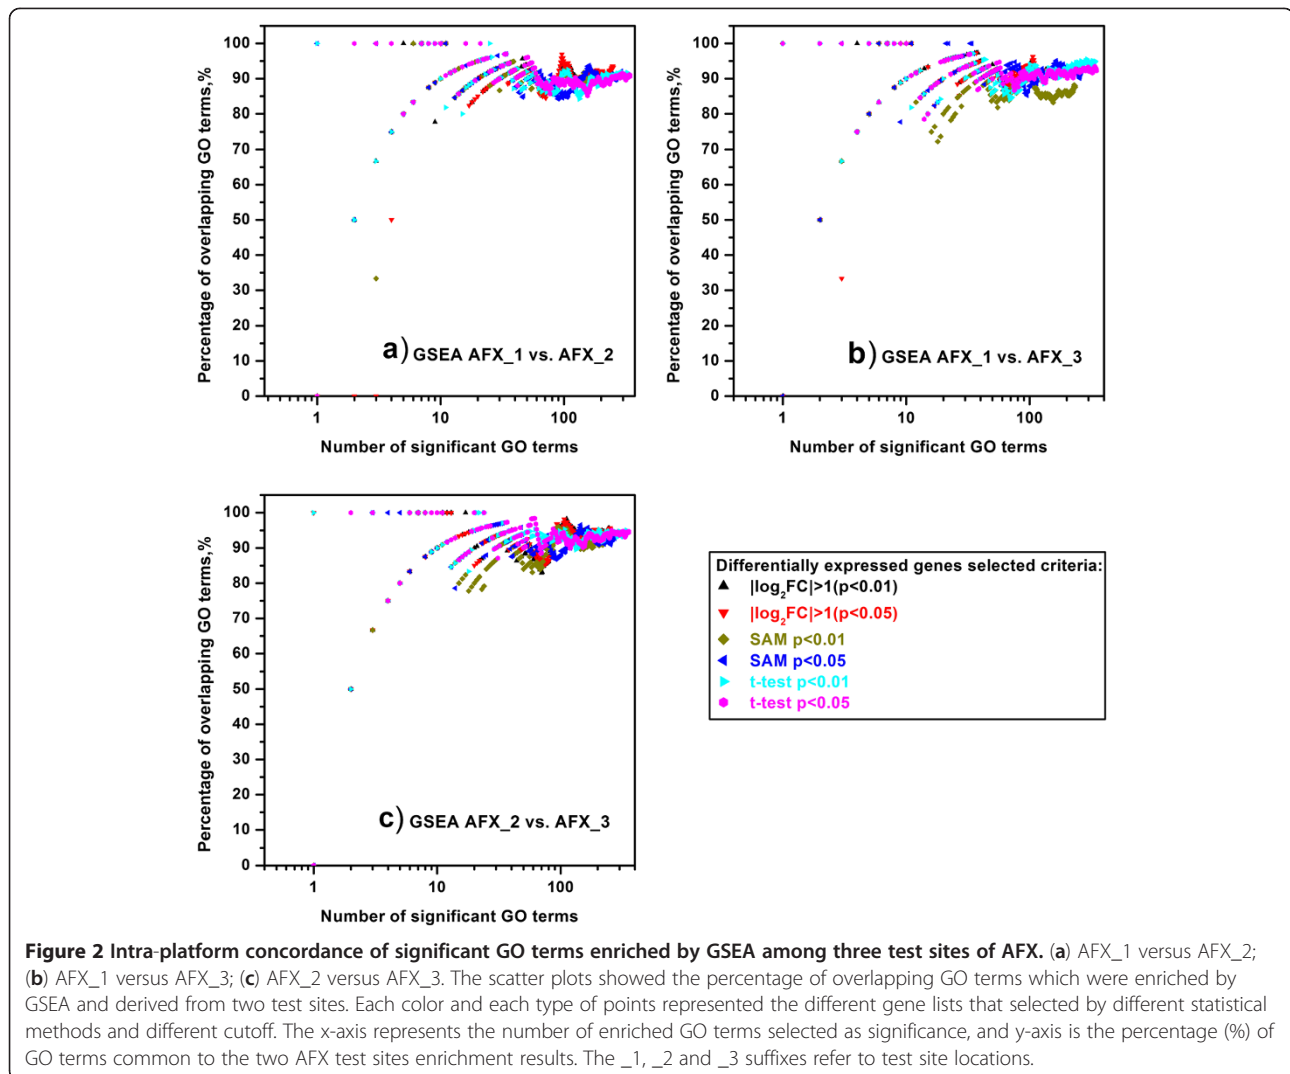 Percentage of overlapping GO terms,%
100
90
80
70
60
50
40
30
20
10
0
a) GSEA AFX_1 vs. AFX_2
1 10 100
Number of significant GO terms
Percentage of overlapping GO terms,%
100
90
80
70
60
50
40
30
20
10
0
b) GSEA AFX_1 vs. AFX_3
1 10 100
Number of significant GO terms
Percentage of overlapping GO terms,%
100
90
80
70
60
50
40
30
20
10
0
c) GSEA AFX_2 vs. AFX_3
1 10 100
Number of significant GO terms
Differentially expressed genes selected criteria:
|log₂FC|>1(p<0.01)
|log₂FC|>1(p<0.05)
SAM p<0.01
SAM p<0.05
t-test p<0.01
t-test p<0.05
Figure 2 Intra-platform concordance of significant GO terms enriched by GSEA among three test sites of AFX. (a) AFX_1 versus AFX_2;
(b) AFX_1 versus AFX_3; (c) AFX_2 versus AFX_3. The scatter plots showed the percentage of overlapping GO terms which were enriched by
GSEA and derived from two test sites. Each color and each type of points represented the different gene lists that selected by different statistical
methods and different cutoff. The x-axis represents the number of enriched GO terms selected as significance, and y-axis is the percentage (%) of
GO terms common to the two AFX test sites enrichment results. The _1, _2 and _3 suffixes refer to test site locations.